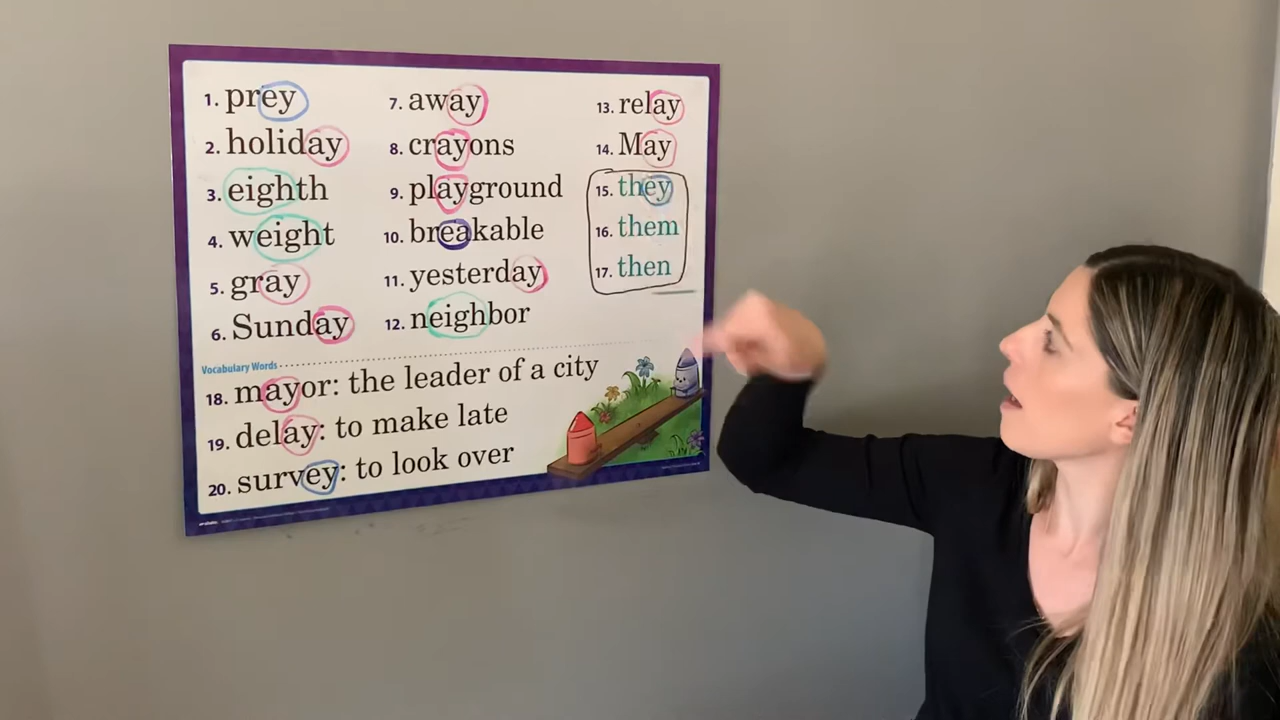 1. prey
2. holiday
3. eighth
4. weight
5. gray
6. Sunday
7. away
8. crayons
9. playground
10. breakable
11. yesterday
12. neighbor
13. relay
14. May
15. they
16. them
17. then
Vocabulary Words
18. mayor: the leader of a city
19. delay: to make late
20. survey: to look over